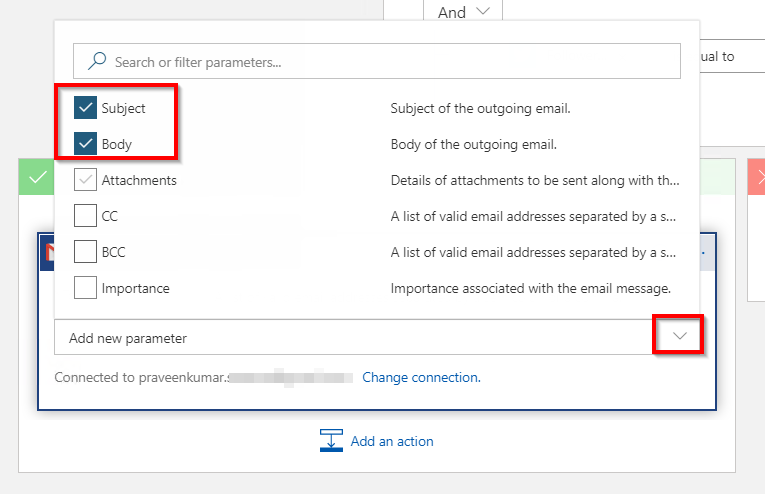 And
ual to
Search or filter parameters...
Subject Subject of the outgoing email.
Body Body of the outgoing email.
Attachments Details of attachments to be sent along with th...
CC A list of valid email addresses separated by a s...
BCC A list of valid email addresses separated by a s...
Importance Importance associated with the email message.
Add new parameter
Connected to praveenkumar. Change connection.
Add an action